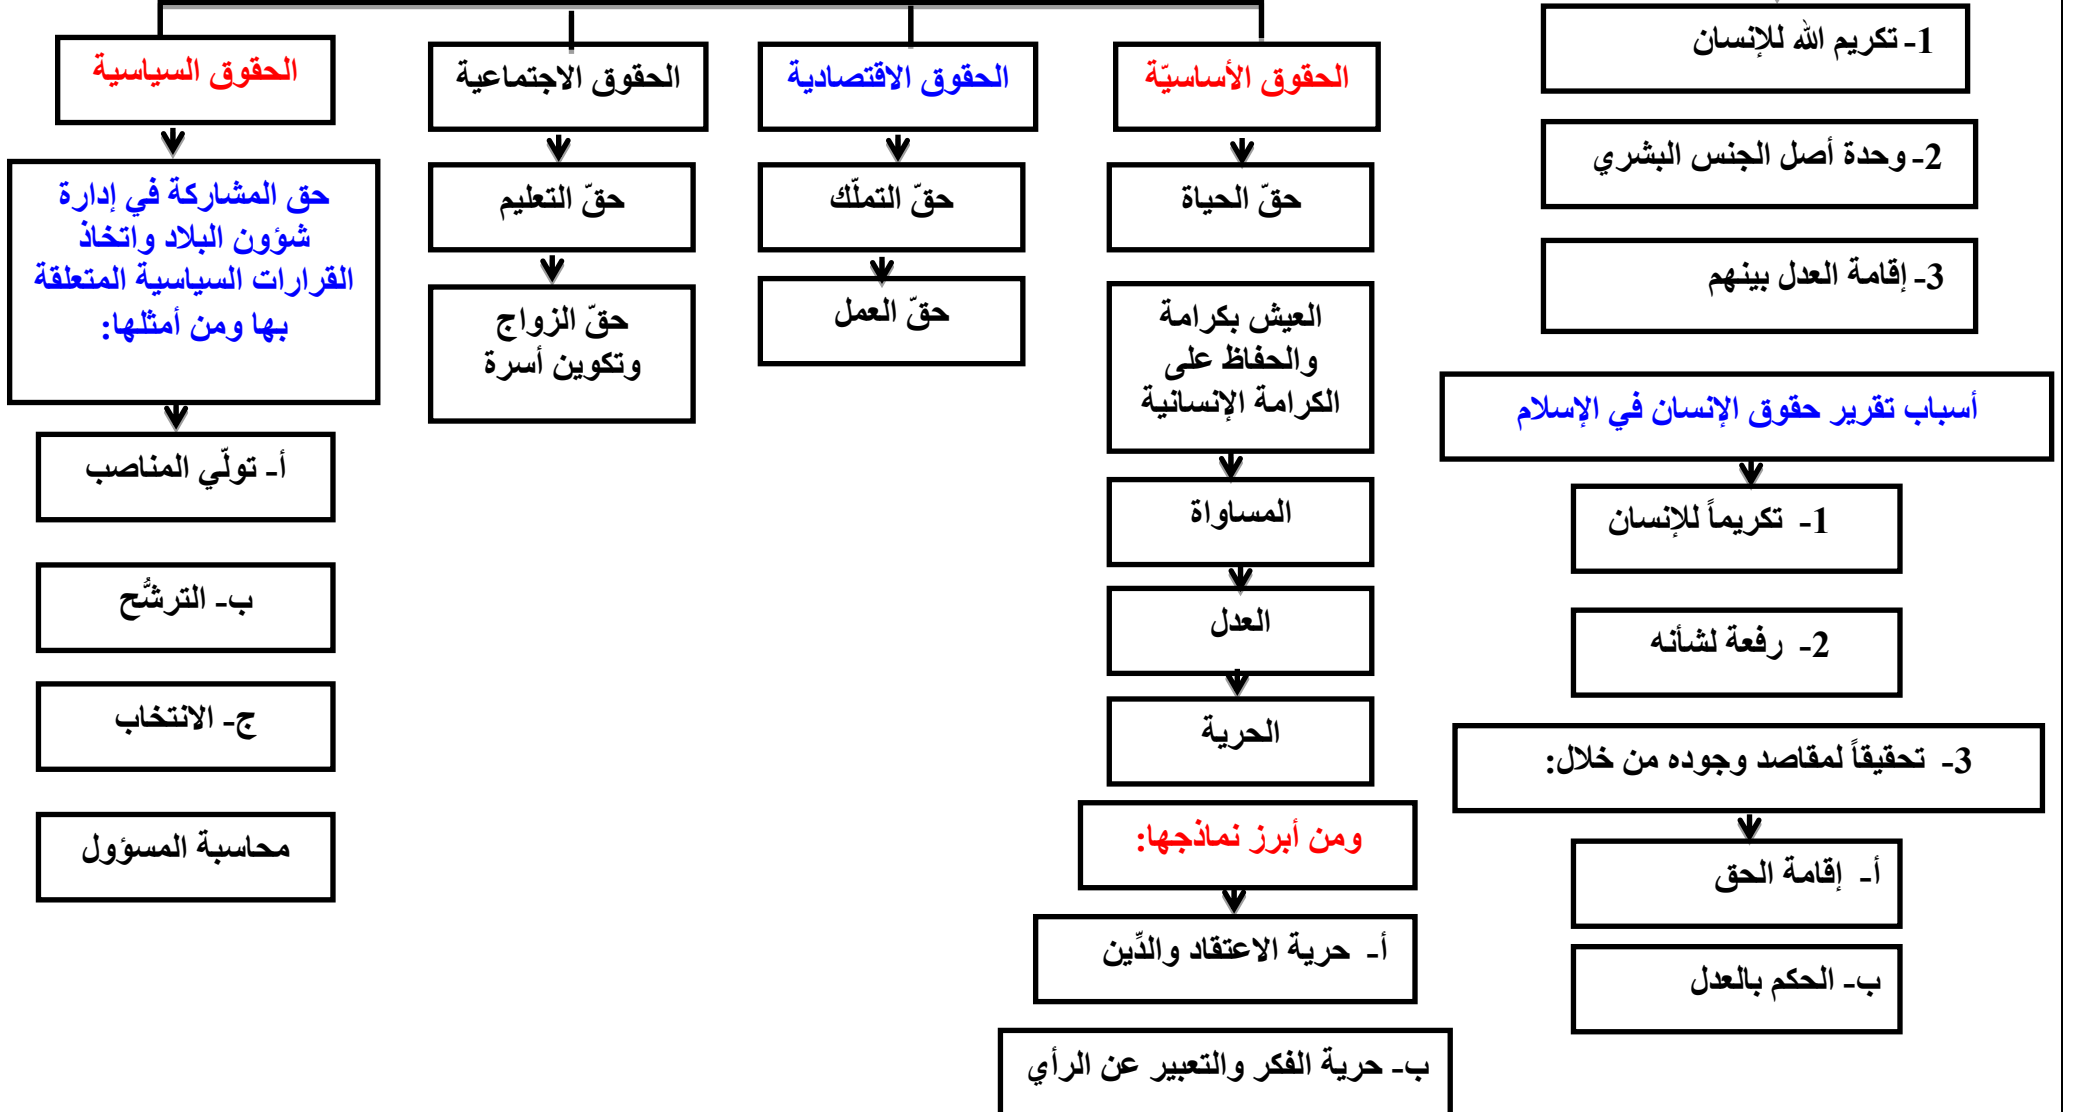 1- تكريم الله للإنسان
2- وحدة أصل الجنس البشري
3- إقامة العدل بينهم
أسباب تقرير حقوق الإنسان في الإسلام
1- تكريماً للإنسان
2- رفعة لشأنه
3- تحقيقاً لمقاصد وجوده من خلال:
أ- إقامة الحق
ب- الحكم بالعدل
الحقوق الأساسيّة
حقّ الحياة
العيش بكرامة
والحفاظ على
الكرامة الإنسانية
المساواة
العدل
الحرية
ومن أبرز نماذجها:
أ- حرية الاعتقاد والدِّين
ب- حرية الفكر والتعبير عن الرأي
الحقوق الاقتصادية
حقّ التملّك
حقّ العمل
الحقوق الاجتماعية
حقّ التعليم
حقّ الزواج
وتكوين أسرة
الحقوق السياسية
حق المشاركة في إدارة
شؤون البلاد واتخاذ
القرارات السياسية المتعلقة
بها ومن أمثلها:
أ- تولّي المناصب
ب- الترشُّح
ج- الانتخاب
محاسبة المسؤول